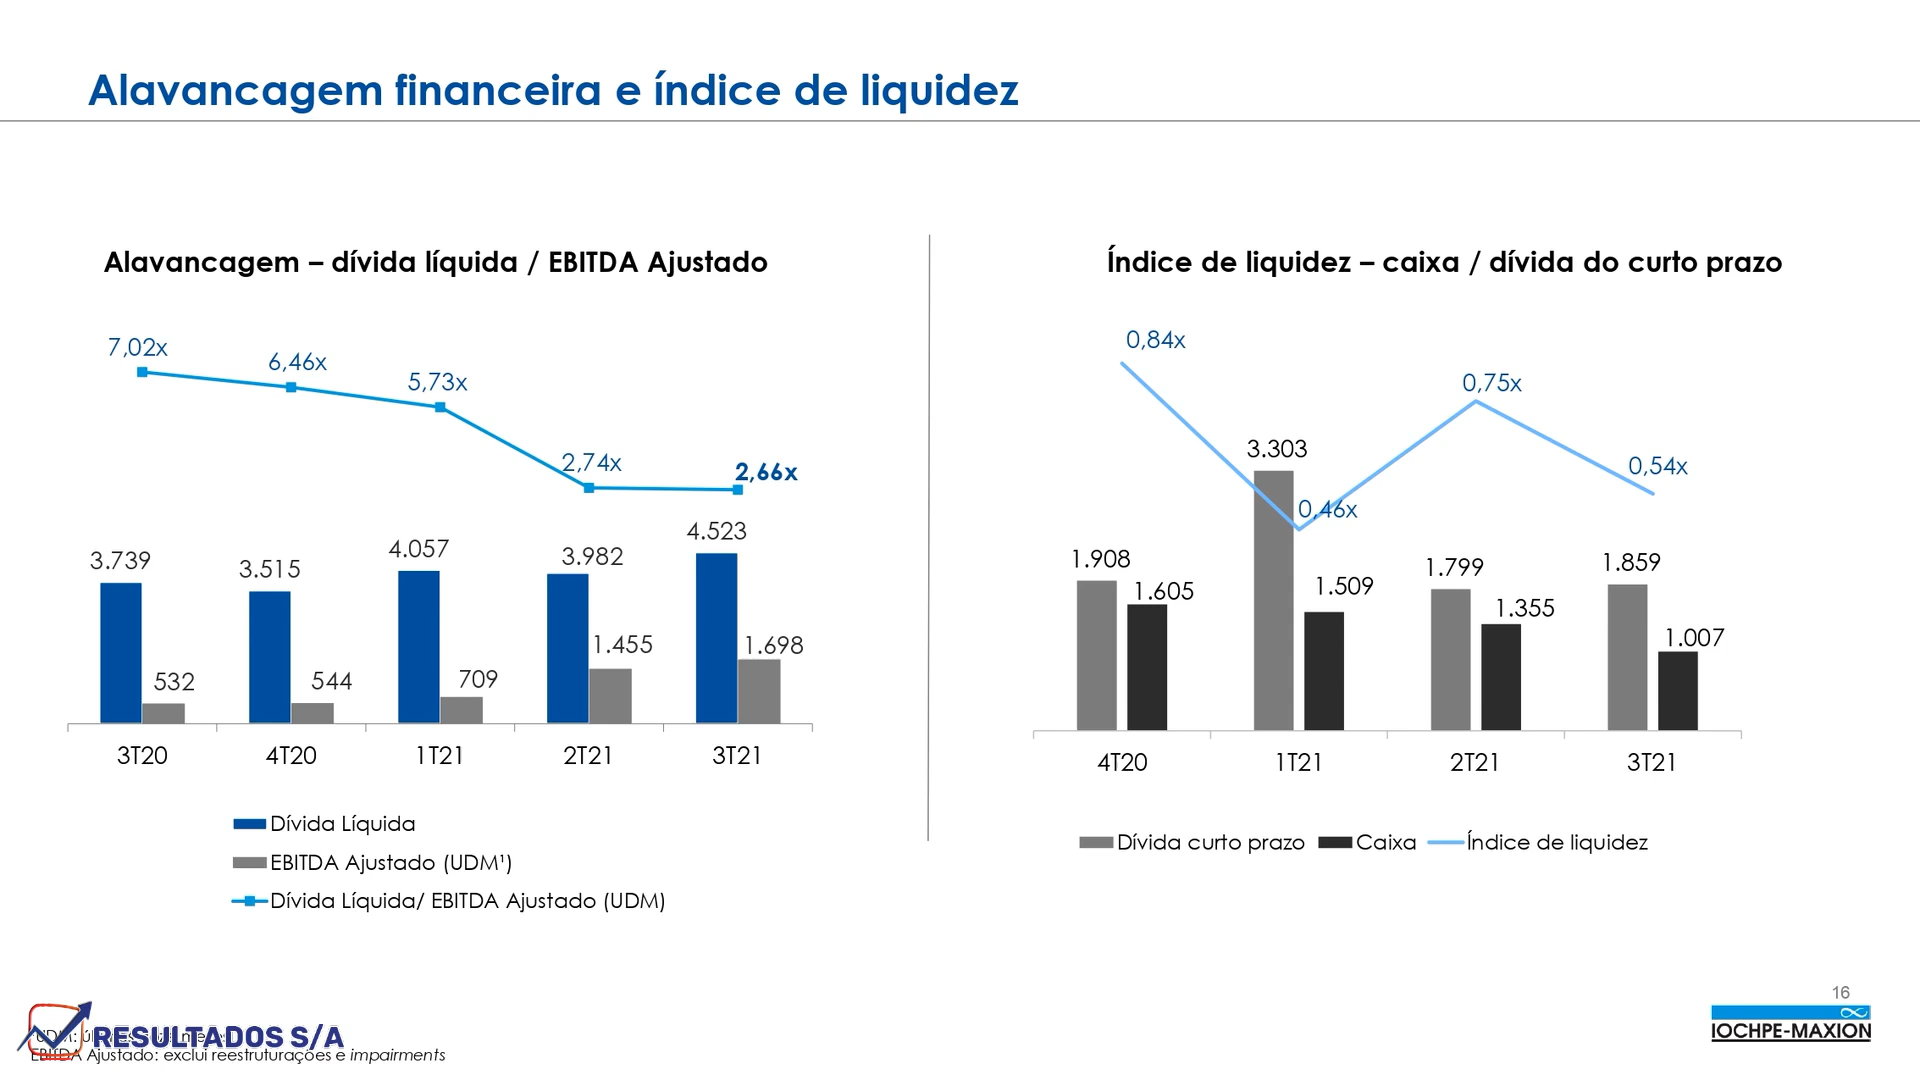 Alavancagem financeira e índice de liquidez
Alavancagem – dívida líquida / EBITDA Ajustado
7,02x
6,46x
5,73x
2,74x
2,66x
3.739
532
3.515
544
4.057
709
3.982
1.455
4.523
1.698
3T20
4T20
1T21
2T21
3T21
Dívida Líquida
EBITDA Ajustado (UDM¹)
Dívida Líquida/ EBITDA Ajustado (UDM)
Índice de liquidez – caixa / dívida do curto prazo
0,84x
0,46x
0,75x
0,54x
1.908
1.605
3.303
1.509
1.799
1.355
1.859
1.007
4T20
1T21
2T21
3T21
Dívida curto prazo
Caixa
Índice de liquidez
16
IOCHPE-MAXION
RESULTADOS S/A
UDM:
EBITDA Ajustado: exclui reestruturações e impairments